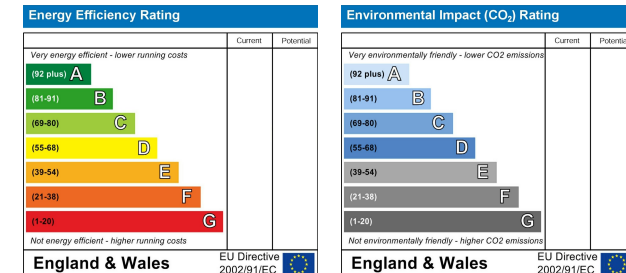 Energy Efficiency Rating
Current Potential
Very energy efficient - lower running costs
(92 plus) A
(81-91) B
(69-80) C
(55-68) D
(39-54) E
(21-38) F
(1-20) G
Not energy efficient - higher running costs
England & Wales
EU Directive
2002/91/EC
Environmental Impact (CO₂) Rating
Current Potential
Very environmentally friendly - lower CO2 emissions
(92 plus) A
(81-91) B
(69-80) C
(55-68) D
(39-54) E
(21-38) F
(1-20) G
Not environmentally friendly - higher CO2 emissions
England & Wales
EU Directive
2002/91/EC